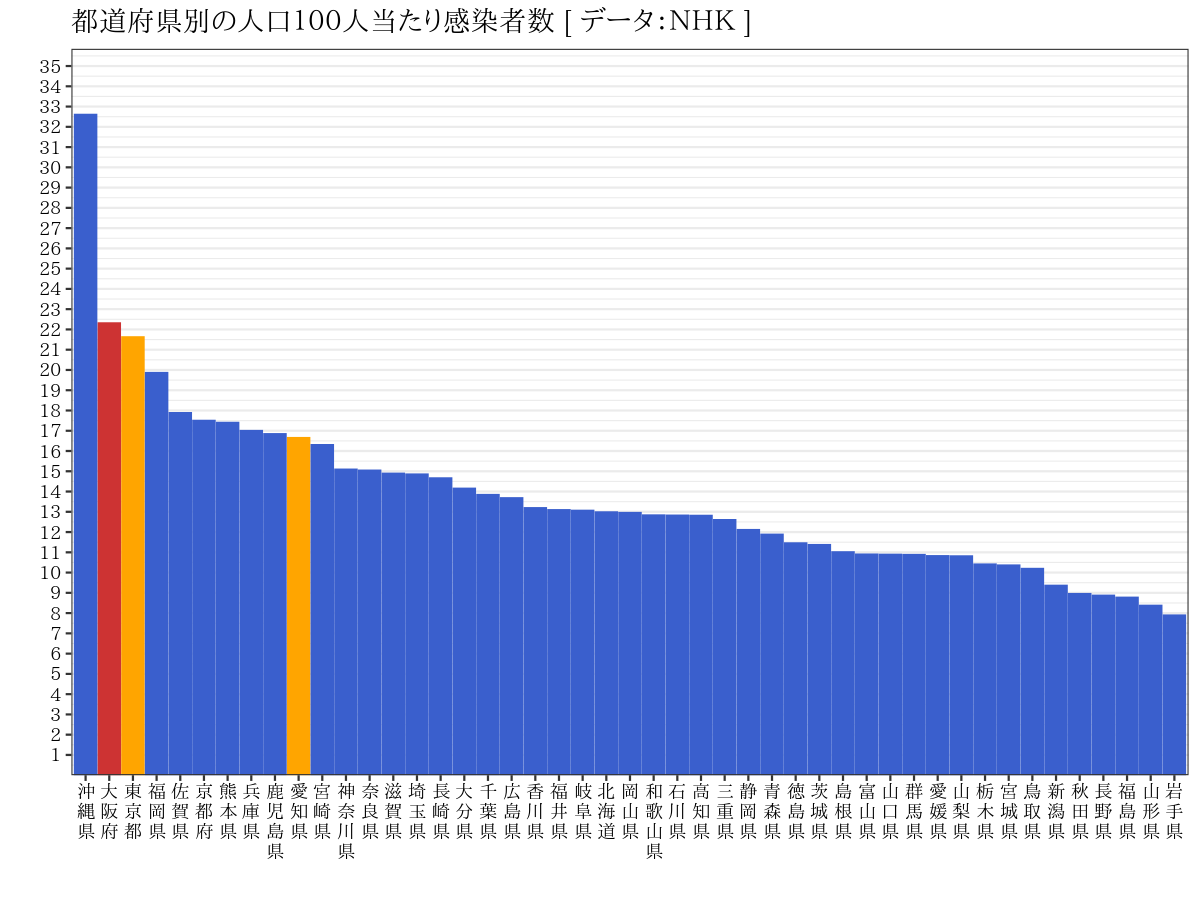 都道府県別の人口100人当たり感染者数 [ データ：NHK ]
35
34
33
32
31
30
29
28
27
26
25
24
23
22
21
20
19
18
17
16
15
14
13
12
11
10
9
8
7
6
5
4
3
2
1
沖縄県
大阪府
東京都
福岡県
佐賀県
京都府
熊本県
兵庫県
鹿児島県
愛知県
宮崎県
神奈川県
奈良県
滋賀県
埼玉県
長崎県
大分県
千葉県
広島県
香川県
福井県
岐阜県
北海道
岡山県
和歌山県
石川県
高知県
三重県
静岡県
青森県
徳島県
茨城県
島根県
富山県
山口県
群馬県
愛媛県
山梨県
栃木県
宮城県
鳥取県
新潟県
秋田県
長野県
福島県
山形県
岩手県